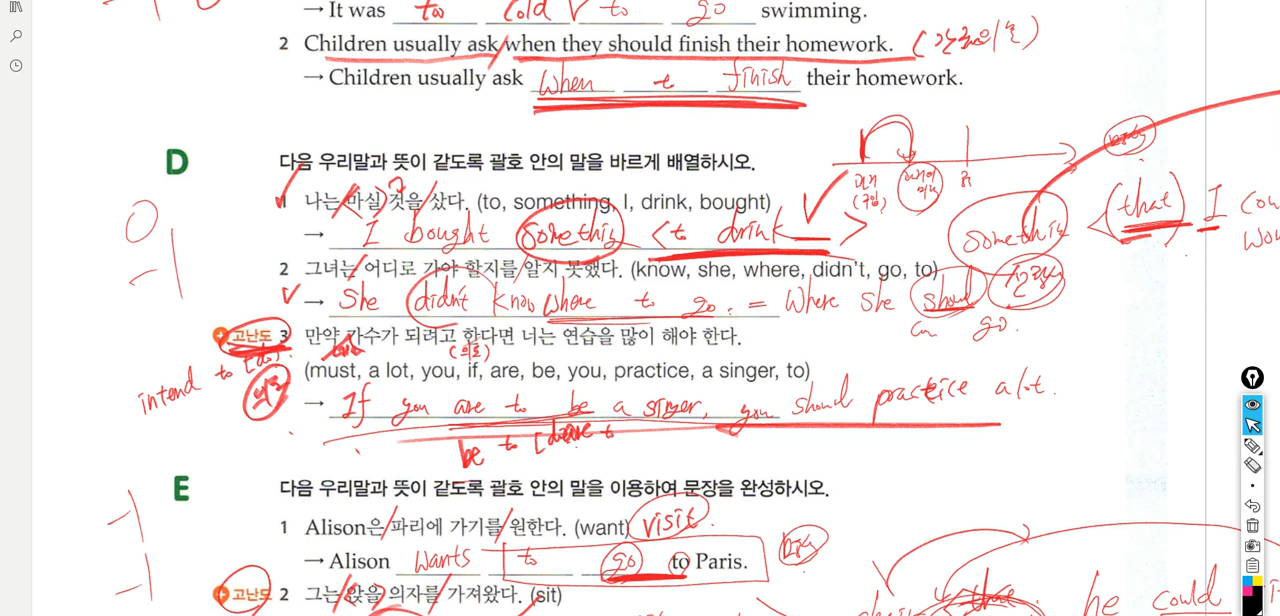 → It was too cold to go swimming.
2 Children usually ask when they should finish their homework.
→ Children usually ask when to finish their homework.
D 다음 우리말과 뜻이 같도록 괄호 안의 말을 바르게 배열하시오.
1 나는 마실 것을 샀다. (to, something, I, drink, bought)
→ I bought something to drink
something (that) I
2 그녀는 어디로 가야 할지를 알지 못했다. (know, she, where, didn't, go, to)
→ She didn't know where to go. = where she should
can go.
고난도 3 만약 가수가 되려고 한다면 너는 연습을 많이 해야 한다.
(의도)
intend to
(must, a lot, you, if, are, be, you, practice, a singer, to)
→ If you are to be a singer, you should practice a lot.
be to
E 다음 우리말과 뜻이 같도록 괄호 안의 말을 이용하여 문장을 완성하시오.
1 Alison은 파리에 가기를 원한다. (want) visit.
→ Alison wants to go to Paris.
고난도 2 그는 앉을 의자를 가져왔다. (sit)
he could